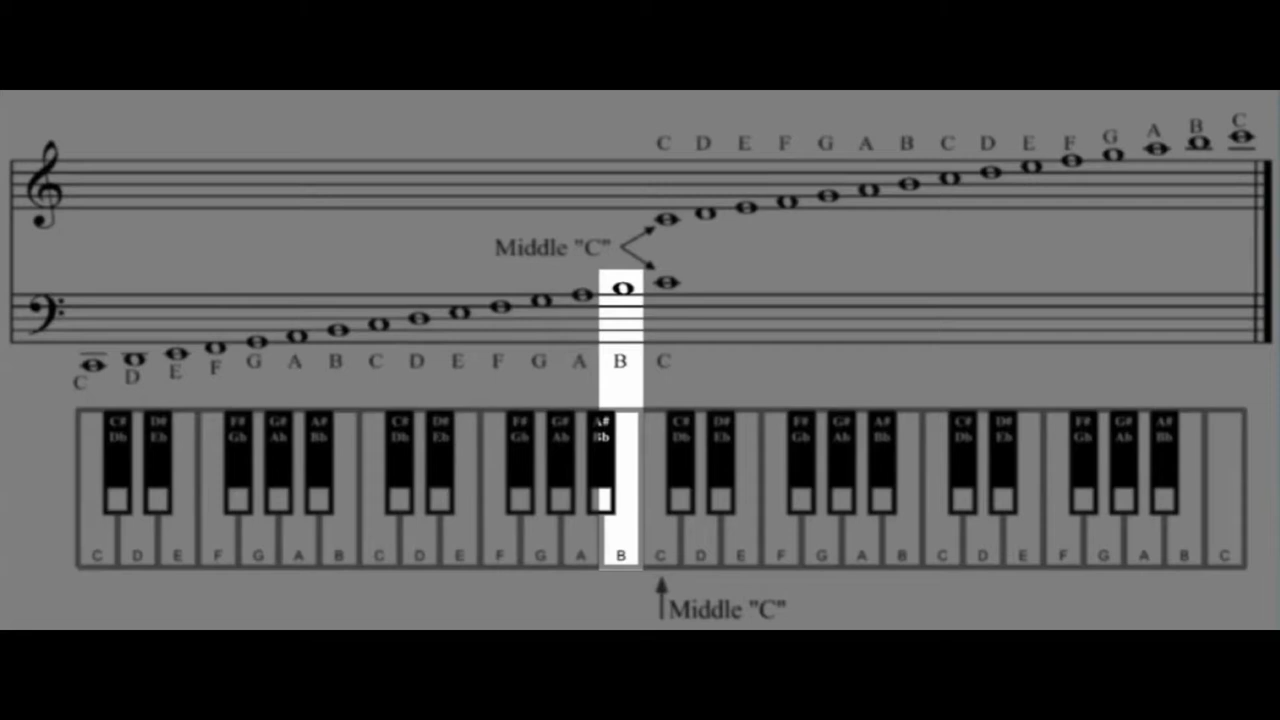 C D E F G A B C D E F G A B C
Middle "C"
C D E F G A B C D E F G A B C
C# D# F# G# A# C# D# F# G# A# C# D# F# G# A# C# D# F# G# A#
Db Eb Gb Ab Bb Db Eb Gb Ab Bb Db Eb Gb Ab Bb Db Eb Gb Ab Bb
C D E F G A B C D E F G A B C D E F G A B C D E F G A B C
Middle "C"